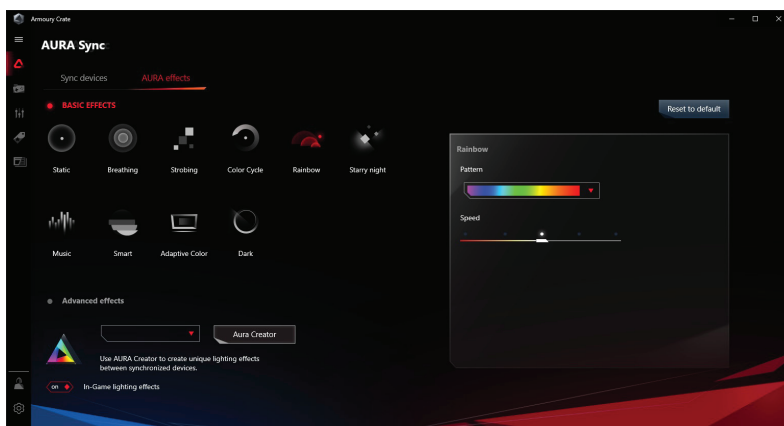 Armoury Crate
AURA Sync
Sync devices
AURA effects
BASIC EFFECTS
Reset to default
Static
Breathing
Strobing
Color Cycle
Rainbow
Starry night
Music
Smart
Adaptive Color
Dark
Rainbow
Pattern
Speed
Advanced effects
Aura Creator
Use AURA Creator to create unique lighting effects
between synchronized devices.
on
In-Game lighting effects